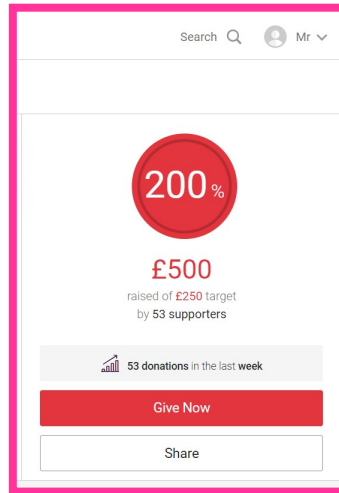 Search Mr
200 %
£500
raised of £250 target
by 53 supporters
53 donations in the last week
Give Now
Share